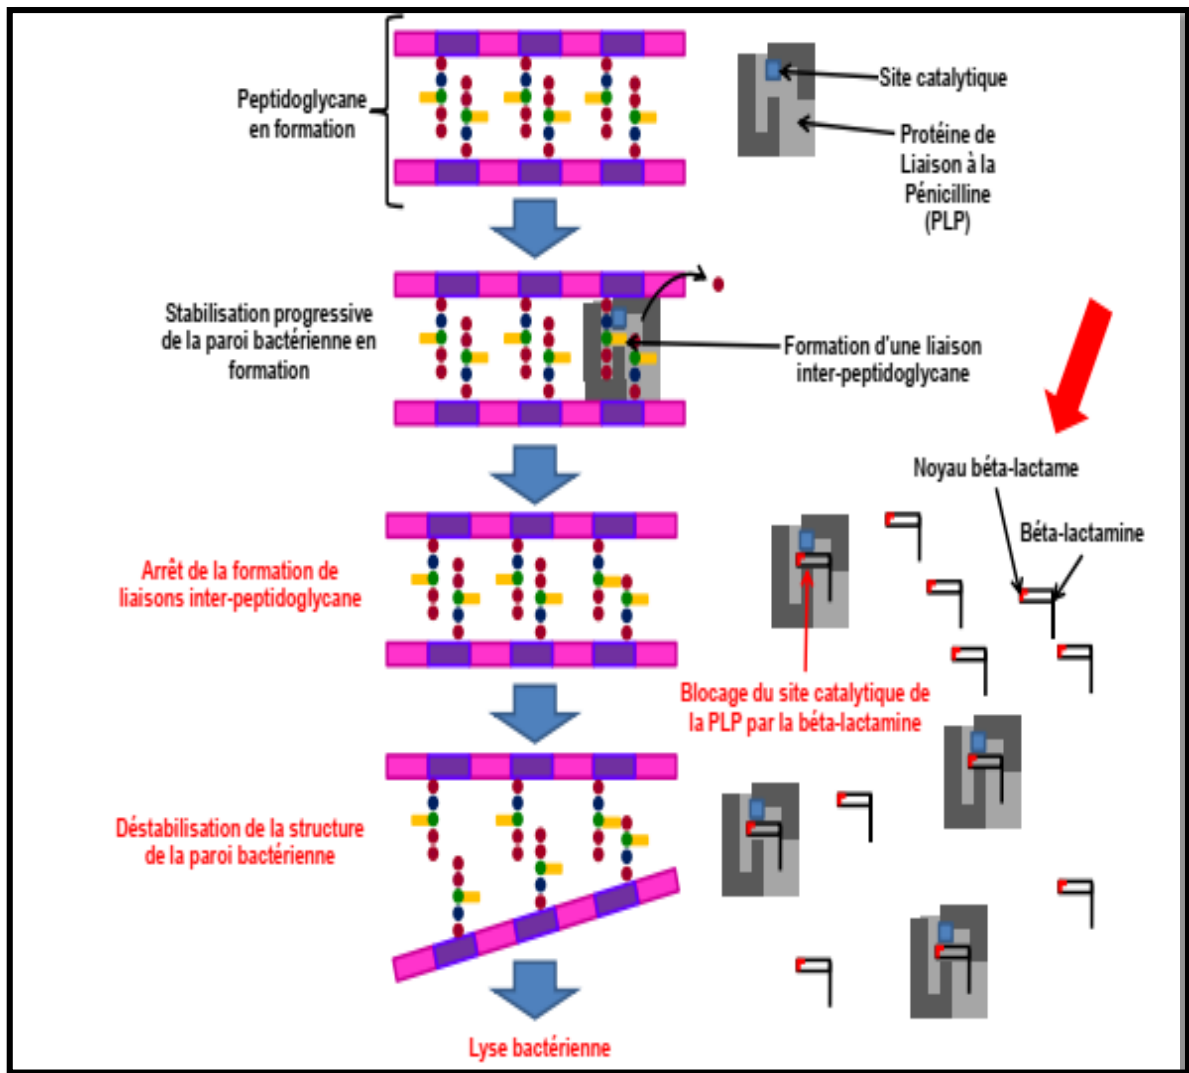 Peptidoglycane
en formation
Site catalytique
Protéine de
Liaison à la
Pénicilline
(PLP)
Stabilisation progressive
de la paroi bactérienne en
formation
Formation d'une liaison
inter-peptidoglycane
Noyau béta-lactame
Béta-lactamine
Arrêt de la formation de
liaisons inter-peptidoglycane
Blocage du site catalytique de
la PLP par la béta-lactamine
Déstabilisation de la structure
de la paroi bactérienne
Lyse bactérienne